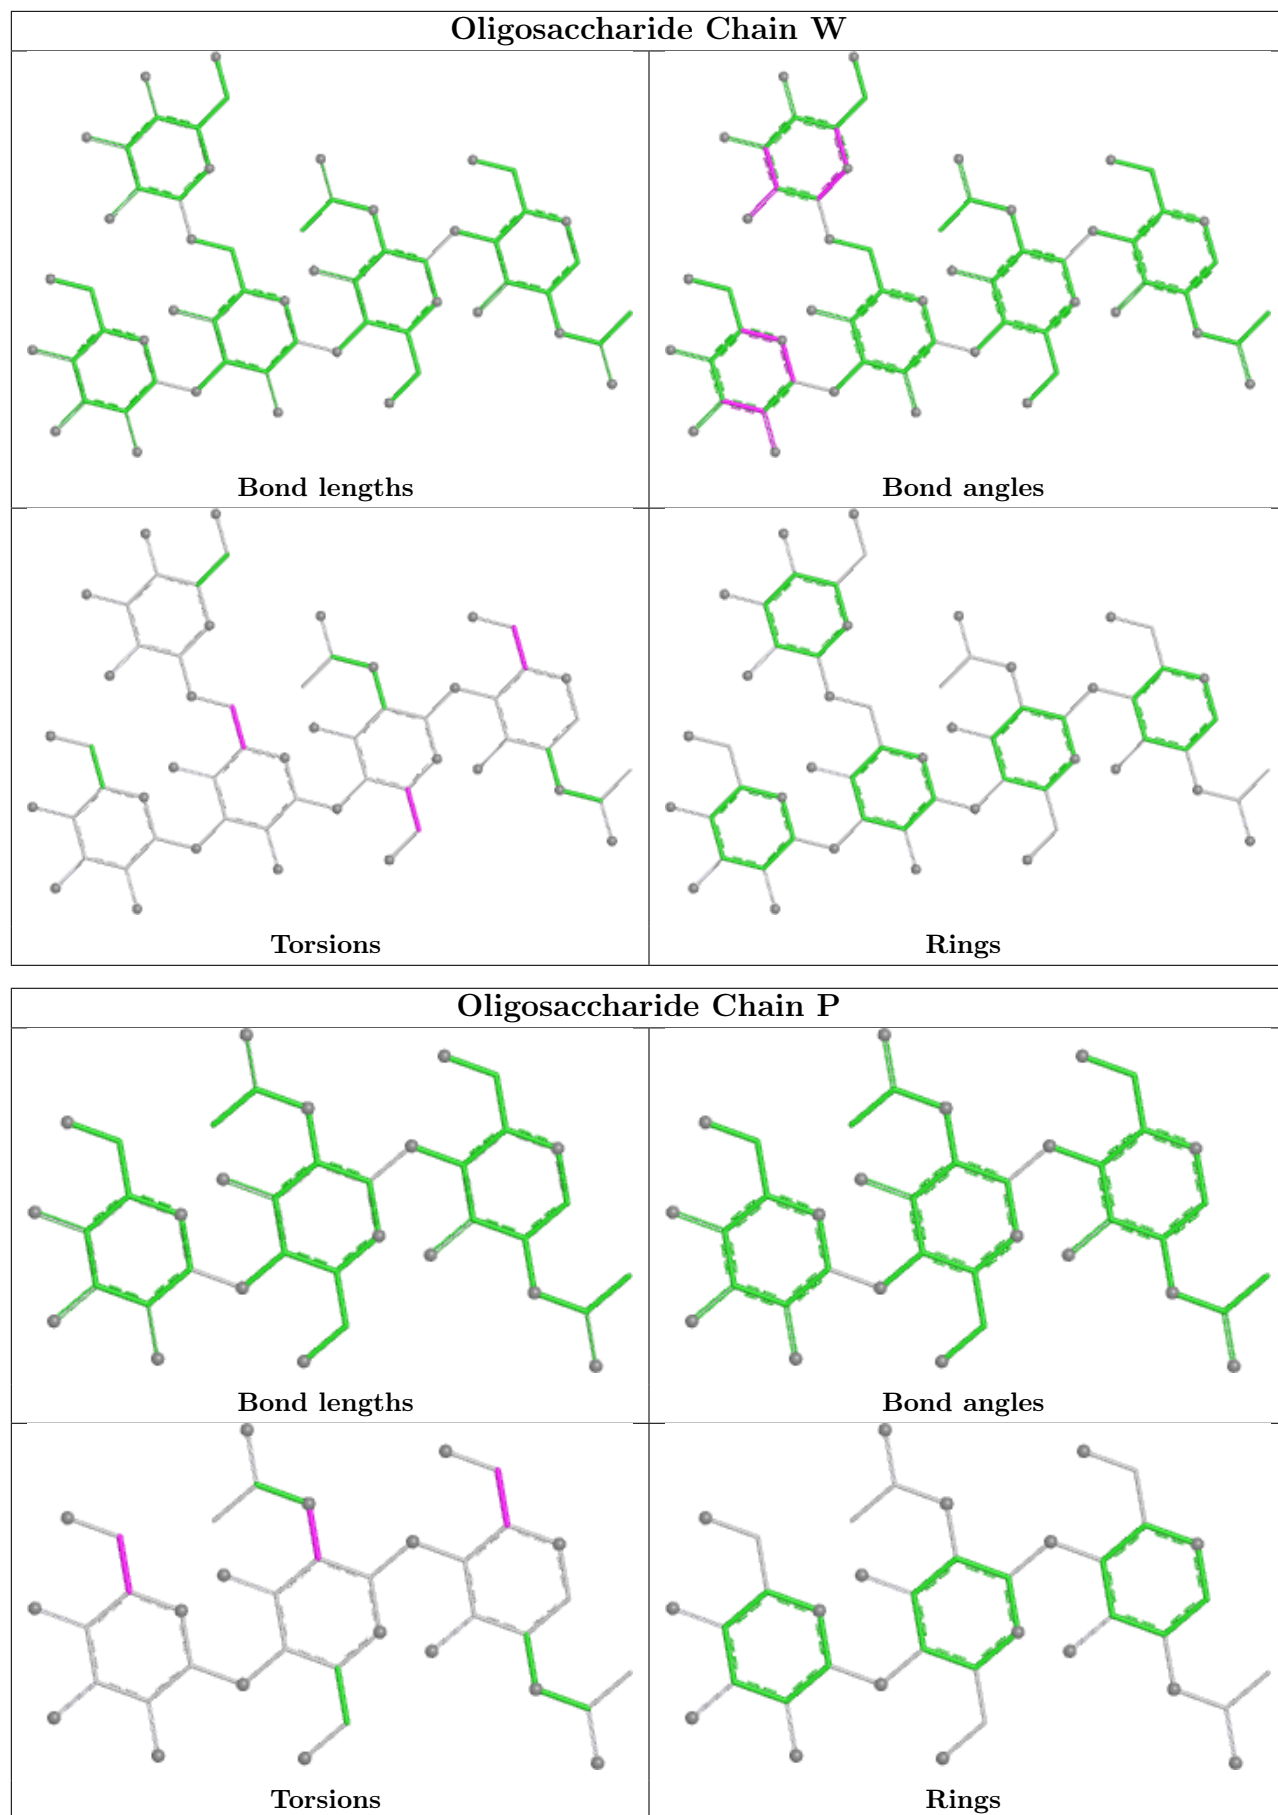 Oligosaccharide Chain W
Bond lengths
Bond angles
Torsions
Rings
Oligosaccharide Chain P
Bond lengths
Bond angles
Torsions
Rings